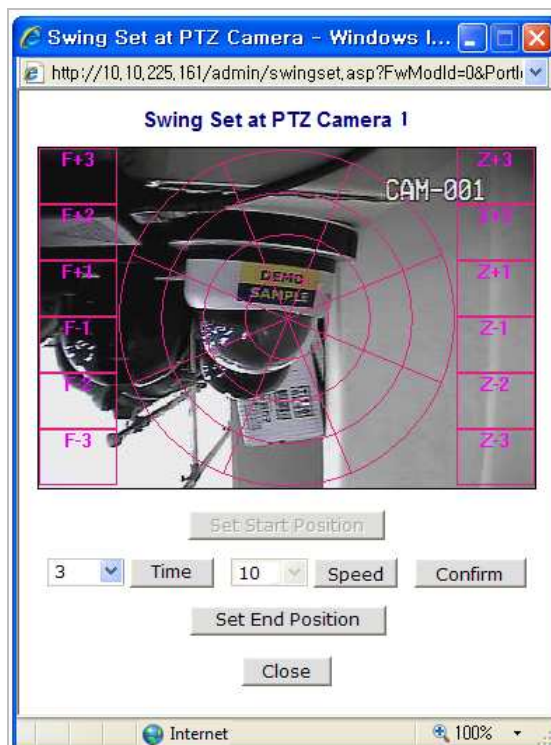 Swing Set at PTZ Camera - Windows I...
http://10,10,225,161/admin/swingset,asp?FwModId=0&PortI
Swing Set at PTZ Camera 1
F+3
Z+3
CAM-001
F+2
Z+2
F+1
DEMO
Z+1
SAMPLE
F-1
Z-1
F-2
Z-2
F-3
Z-3
Set Start Position
3
Time
10
Speed
Confirm
Set End Position
Close
Internet
100%